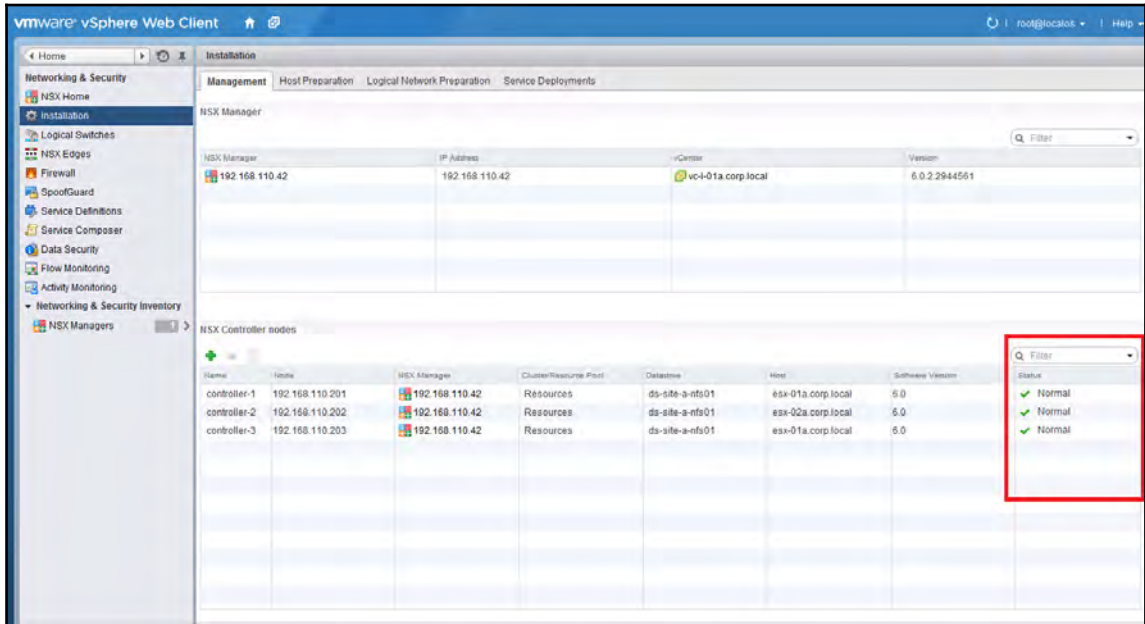 vmware vSphere Web Client
root@localos
Help
Home
Networking & Security
NSX Home
Installation
Logical Switches
NSX Edges
Firewall
SpoofGuard
Service Definitions
Service Composer
Data Security
Flow Monitoring
Activity Monitoring
Networking & Security Inventory
NSX Managers 1
Installation
Management Host Preparation Logical Network Preparation Service Deployments
NSX Manager
Filter
NSX Manager IP Address vCenter Version
192.168.110.42 192.168.110.42 vc-l-01a.corp.local 6.0.2.2944561
NSX Controller nodes
Filter
Name Node NSX Manager Cluster/Resource Pool Datastore Host Software Version Status
controller-1 192.168.110.201 192.168.110.42 Resources ds-site-a-nfs01 esx-01a.corp.local 6.0 Normal
controller-2 192.168.110.202 192.168.110.42 Resources ds-site-a-nfs01 esx-02a.corp.local 6.0 Normal
controller-3 192.168.110.203 192.168.110.42 Resources ds-site-a-nfs01 esx-01a.corp.local 6.0 Normal